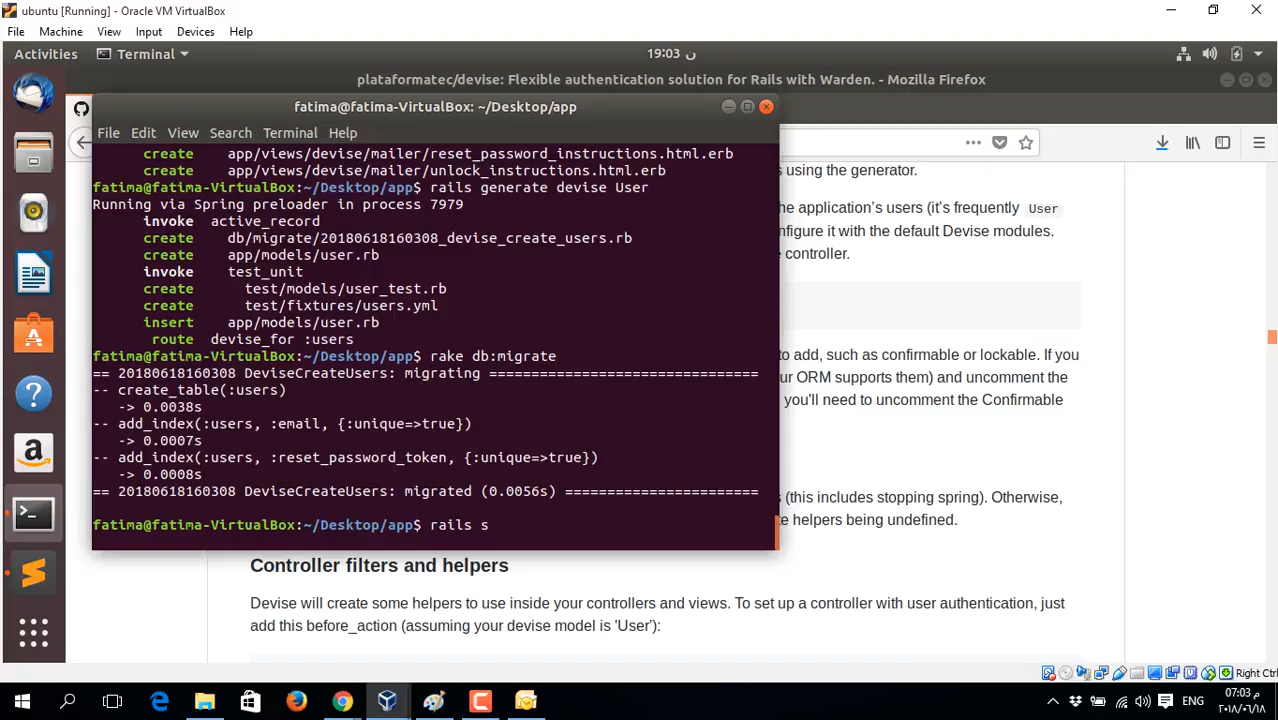 ubuntu [Running] - Oracle VM VirtualBox
File Machine View Input Devices Help
Activities Terminal 19:03 ن
plataformatec/devise: Flexible authentication solution for Rails with Warden. - Mozilla Firefox
fatima@fatima-VirtualBox: ~/Desktop/app
File Edit View Search Terminal Help
create app/views/devise/mailer/reset_password_instructions.html.erb
create app/views/devise/mailer/unlock_instructions.html.erb
fatima@fatima-VirtualBox:~/Desktop/app$ rails generate devise User
Running via Spring preloader in process 7979
invoke active_record
create db/migrate/20180618160308_devise_create_users.rb
create app/models/user.rb
invoke test_unit
create test/models/user_test.rb
create test/fixtures/users.yml
insert app/models/user.rb
route devise_for :users
fatima@fatima-VirtualBox:~/Desktop/app$ rake db:migrate
== 20180618160308 DeviseCreateUsers: migrating ================================
-- create_table(:users)
-> 0.0038s
-- add_index(:users, :email, {:unique=>true})
-> 0.0007s
-- add_index(:users, :reset_password_token, {:unique=>true})
-> 0.0008s
== 20180618160308 DeviseCreateUsers: migrated (0.0056s) =======================
fatima@fatima-VirtualBox:~/Desktop/app$ rails s
s using the generator.
he application's users (it's frequently User
nfigure it with the default Devise modules.
e controller.
to add, such as confirmable or lockable. If you
ur ORM supports them) and uncomment the
you'll need to uncomment the Confirmable
s (this includes stopping spring). Otherwise,
te helpers being undefined.
Controller filters and helpers
Devise will create some helpers to use inside your controllers and views. To set up a controller with user authentication, just
add this before_action (assuming your devise model is 'User'):
Right Ctrl
ENG
07:03 م
٢٠١٨/٠٦/١٨